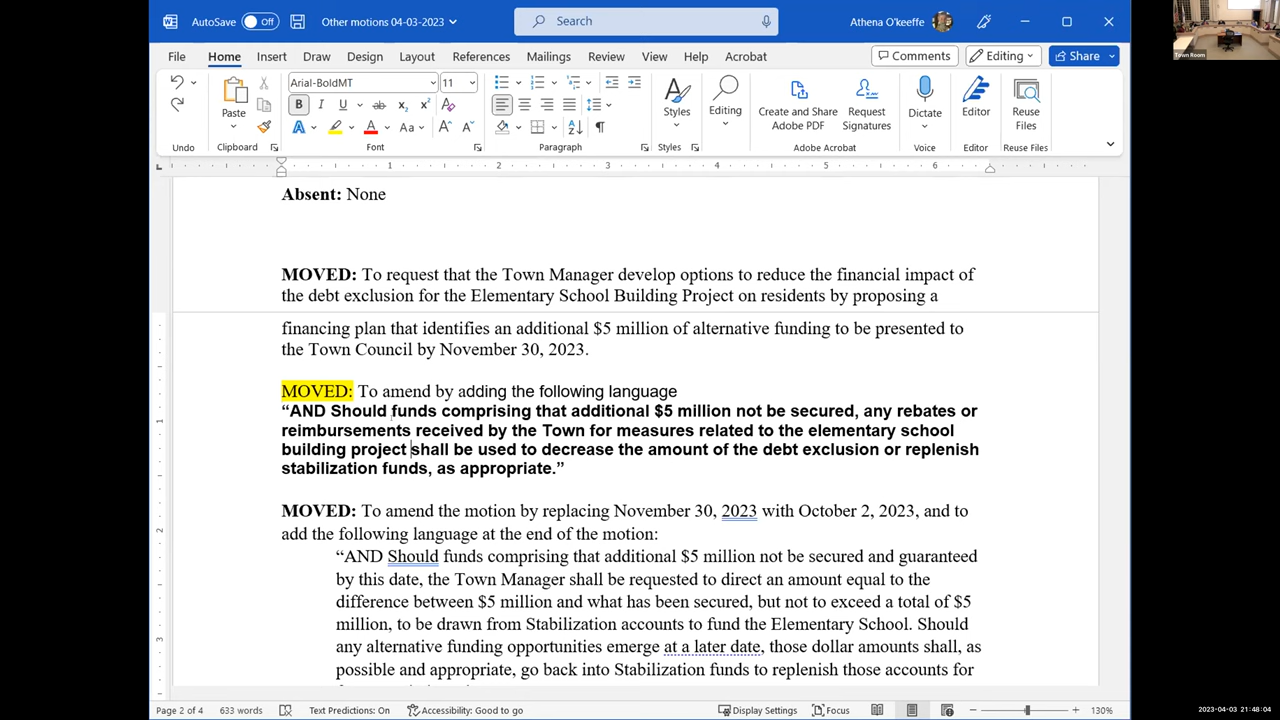 AutoSave Off Other motions 04-03-2023 Search Athena O'keeffe
Town Room
File Home Insert Draw Design Layout References Mailings Review View Help Acrobat Comments Editing Share
Arial-BoldMT 11
Paste Styles Editing Create and Share Adobe PDF Request Signatures Dictate Editor Reuse Files
Undo Clipboard Font Paragraph Styles Adobe Acrobat Voice Editor Reuse Files
1 2 3 4 5 6
Absent: None
MOVED: To request that the Town Manager develop options to reduce the financial impact of
the debt exclusion for the Elementary School Building Project on residents by proposing a
financing plan that identifies an additional $5 million of alternative funding to be presented to
the Town Council by November 30, 2023.
MOVED: To amend by adding the following language
“AND Should funds comprising that additional $5 million not be secured, any rebates or
reimbursements received by the Town for measures related to the elementary school
building project shall be used to decrease the amount of the debt exclusion or replenish
stabilization funds, as appropriate.”
MOVED: To amend the motion by replacing November 30, 2023 with October 2, 2023, and to
add the following language at the end of the motion:
“AND Should funds comprising that additional $5 million not be secured and guaranteed
by this date, the Town Manager shall be requested to direct an amount equal to the
difference between $5 million and what has been secured, but not to exceed a total of $5
million, to be drawn from Stabilization accounts to fund the Elementary School. Should
any alternative funding opportunities emerge at a later date, those dollar amounts shall, as
possible and appropriate, go back into Stabilization funds to replenish those accounts for
Page 2 of 4 633 words Text Predictions: On Accessibility: Good to go Display Settings Focus 130%
2023-04-03 21:48:04